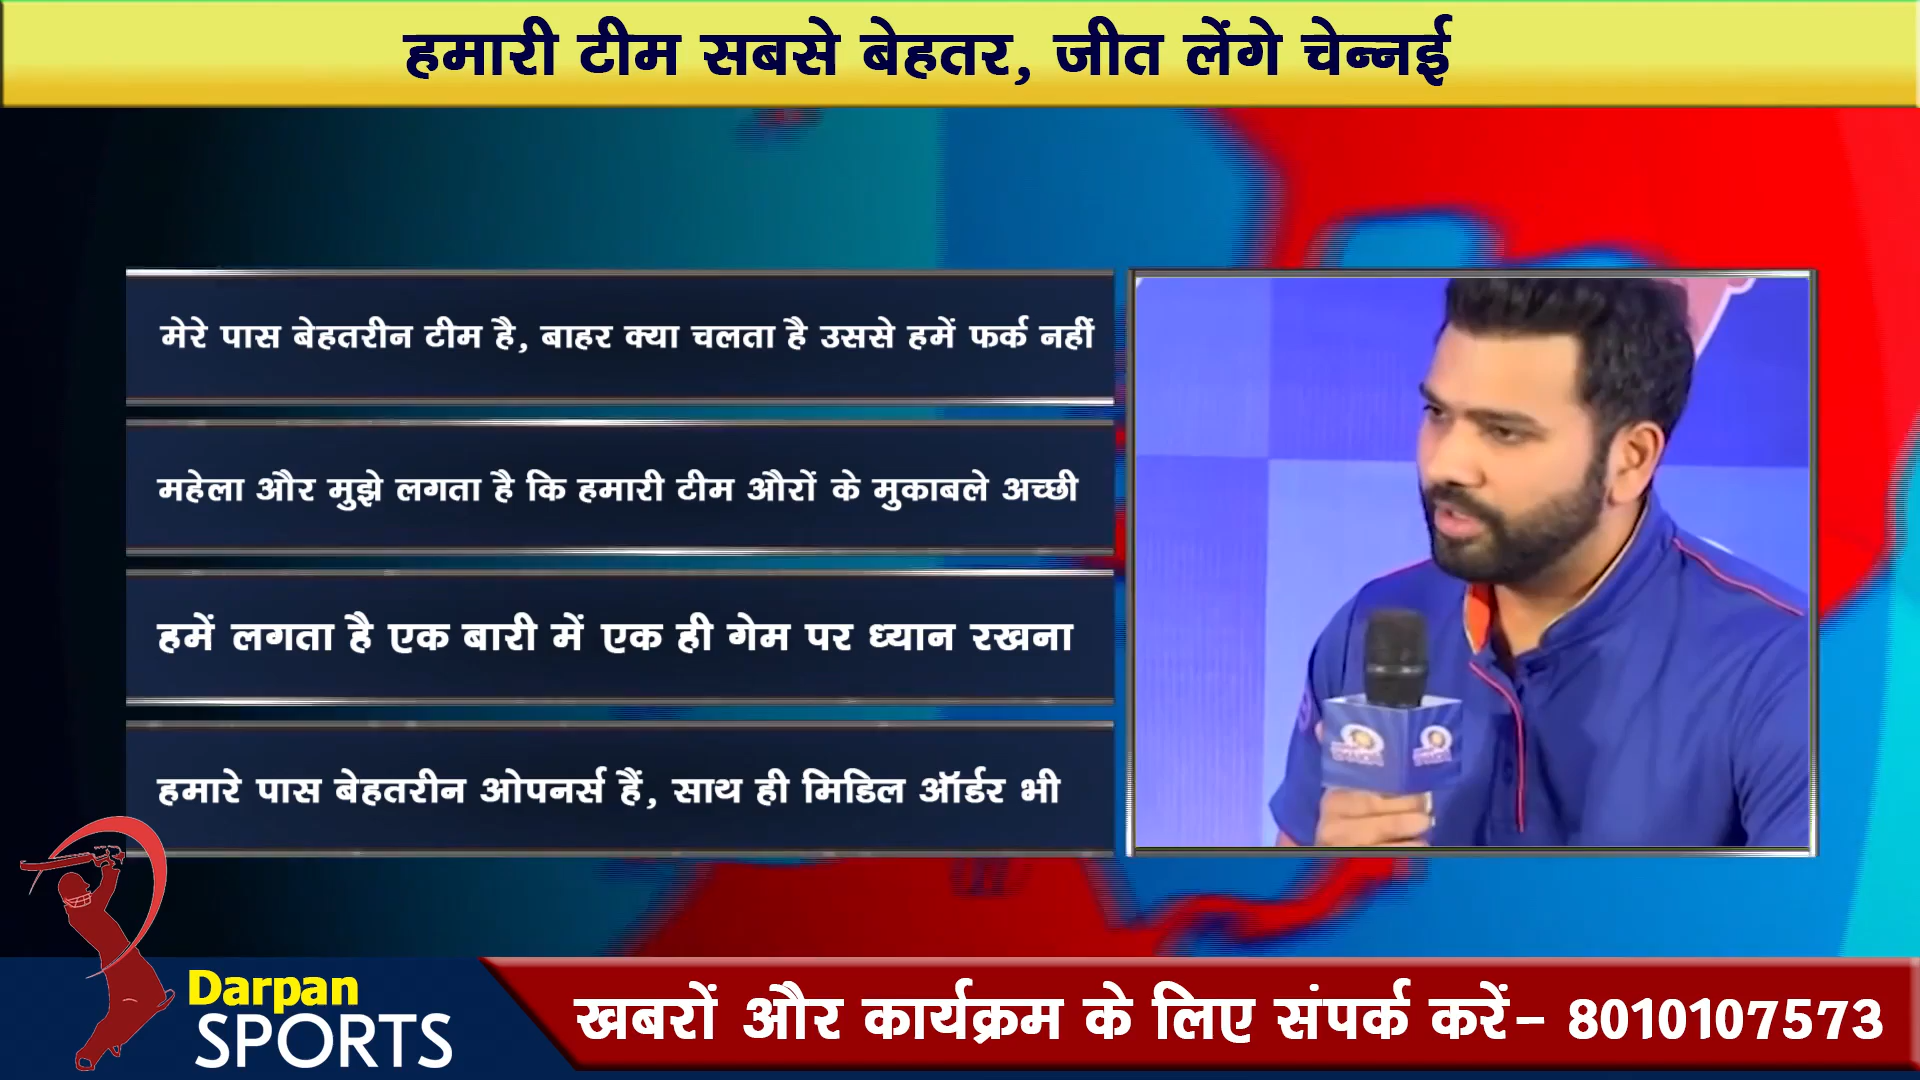 हमारी टीम सबसे बेहतर, जीत लेंगे चेन्नई
मेरे पास बेहतरीन टीम है, बाहर क्या चलता है उससे हमें फर्क नहीं
महेला और मुझे लगता है कि हमारी टीम औरों के मुकाबले अच्छी
हमें लगता है एक बारी में एक ही गेम पर ध्यान रखना
हमारे पास बेहतरीन ओपनर्स हैं, साथ ही मिडिल ऑर्डर भी
Darpan
SPORTS
खबरों और कार्यक्रम के लिए संपर्क करें- 8010107573